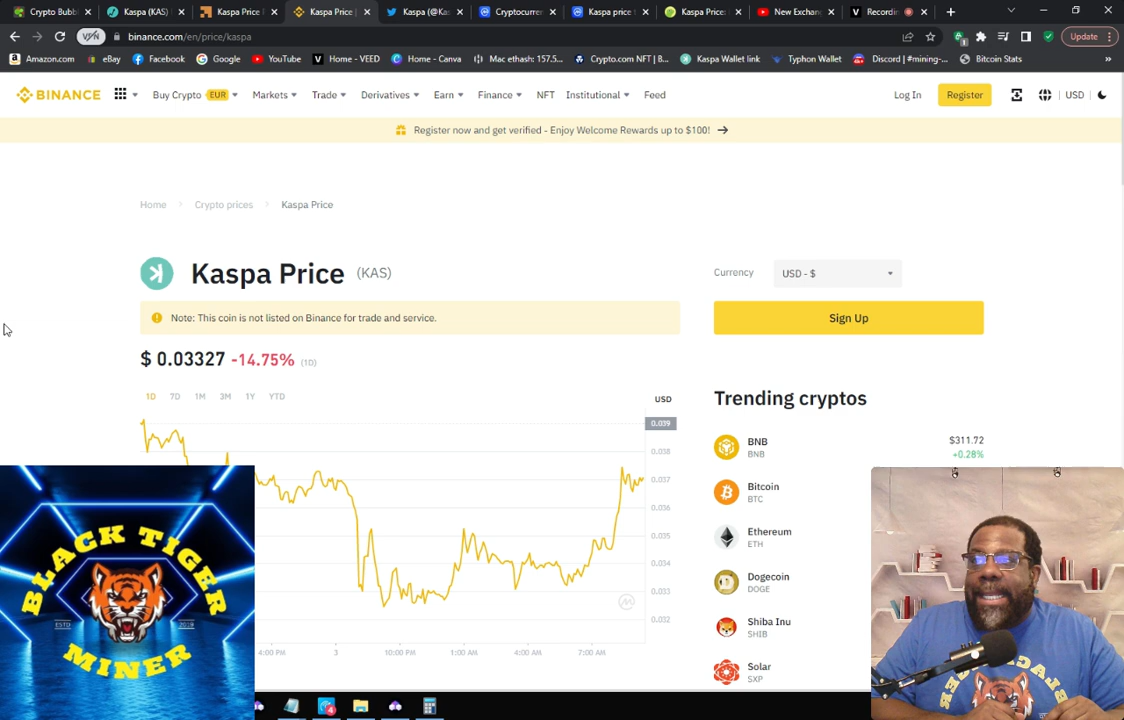 Crypto Bubb
Kaspa (KAS)
Kaspa Price
Kaspa Price |
Kaspa (@Kas
Cryptocurren
Kaspa price t
Kaspa Price:
New Exchang
Recordin
binance.com/en/price/kaspa
VPN
Update
Amazon.com
eBay
Facebook
Google
YouTube
Home - VEED
Home - Canva
Mac ethash: 157.5...
Crypto.com NFT | B...
Kaspa Wallet link
Typhon Wallet
Discord | #mining-...
Bitcoin Stats
»
BINANCE
Buy Crypto EUR
Markets
Trade
Derivatives
Earn
Finance
NFT
Institutional
Feed
Log In
Register
USD
Register now and get verified - Enjoy Welcome Rewards up to $100! →
Home
Crypto prices
Kaspa Price
Kaspa Price (KAS)
Currency
USD - $
Note: This coin is not listed on Binance for trade and service.
Sign Up
$ 0.03327 -14.75% (1D)
1D 7D 1M 3M 1Y YTD
USD
0.039
0.038
0.037
0.036
0.035
0.034
0.033
0.032
4:00 PM 3 10:00 PM 1:00 AM 4:00 AM 7:00 AM
Trending cryptos
BNB
BNB
$311.72
+0.28%
Bitcoin
BTC
Ethereum
ETH
Dogecoin
DOGE
Shiba Inu
SHIB
Solar
SXP
BLACK TIGER
ESTD 2019
MINER
4